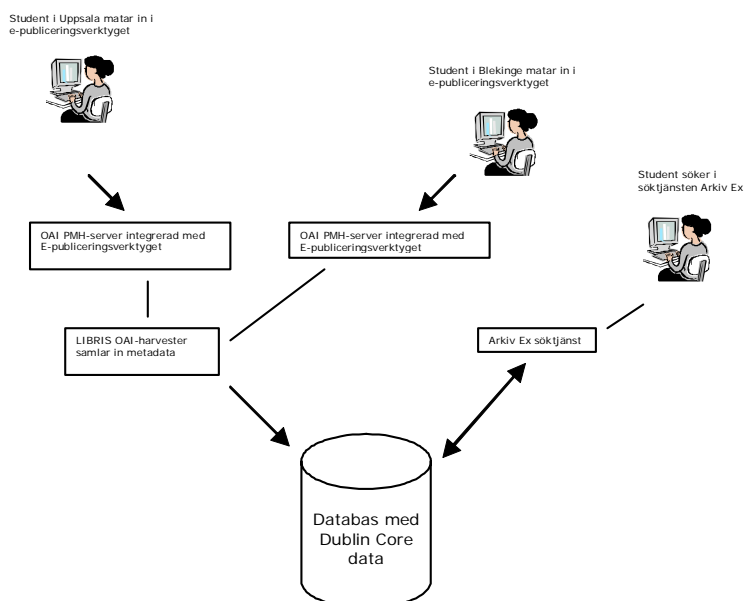 Student i Uppsala matar in i
e-publiceringsverktyget
Student i Blekinge matar in i
e-publiceringsverktyget
Student söker i
söktjänsten Arkiv Ex
OAI PMH-server integrerad med
E-publiceringsverktyget
OAI PMH-server integrerad med
E-publiceringsverktyget
LIBRIS OAI-harvester
samlar in metadata
Arkiv Ex söktjänst
Databas med
Dublin Core
data